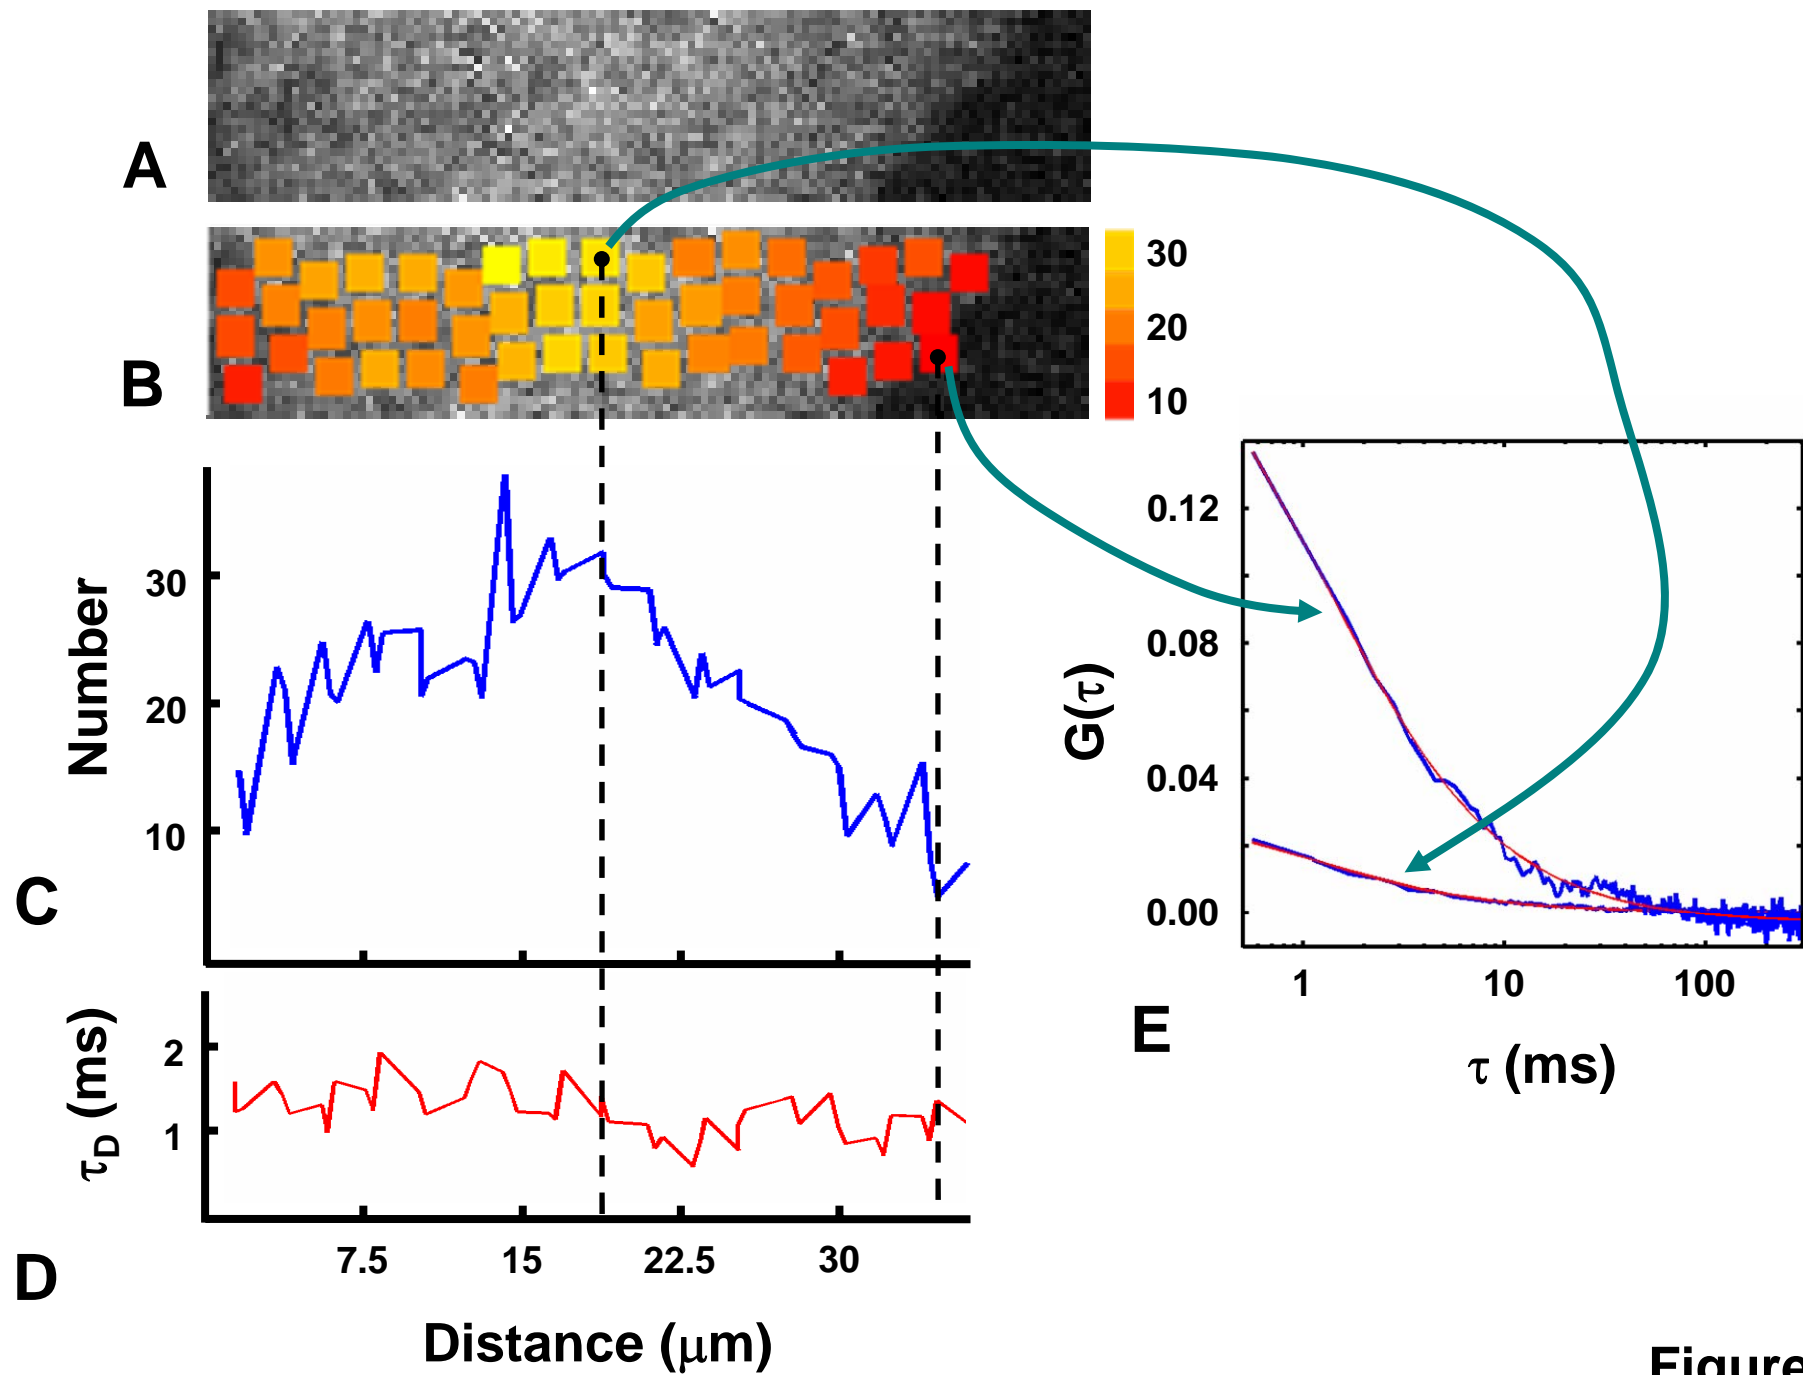 A
B
30
20
10
Number
30
20
10
C
τD (ms)
2
1
D
7.5 15 22.5 30
Distance (μm)
G(τ)
0.12
0.08
0.04
0.00
1 10 100
E
τ (ms)
Figure